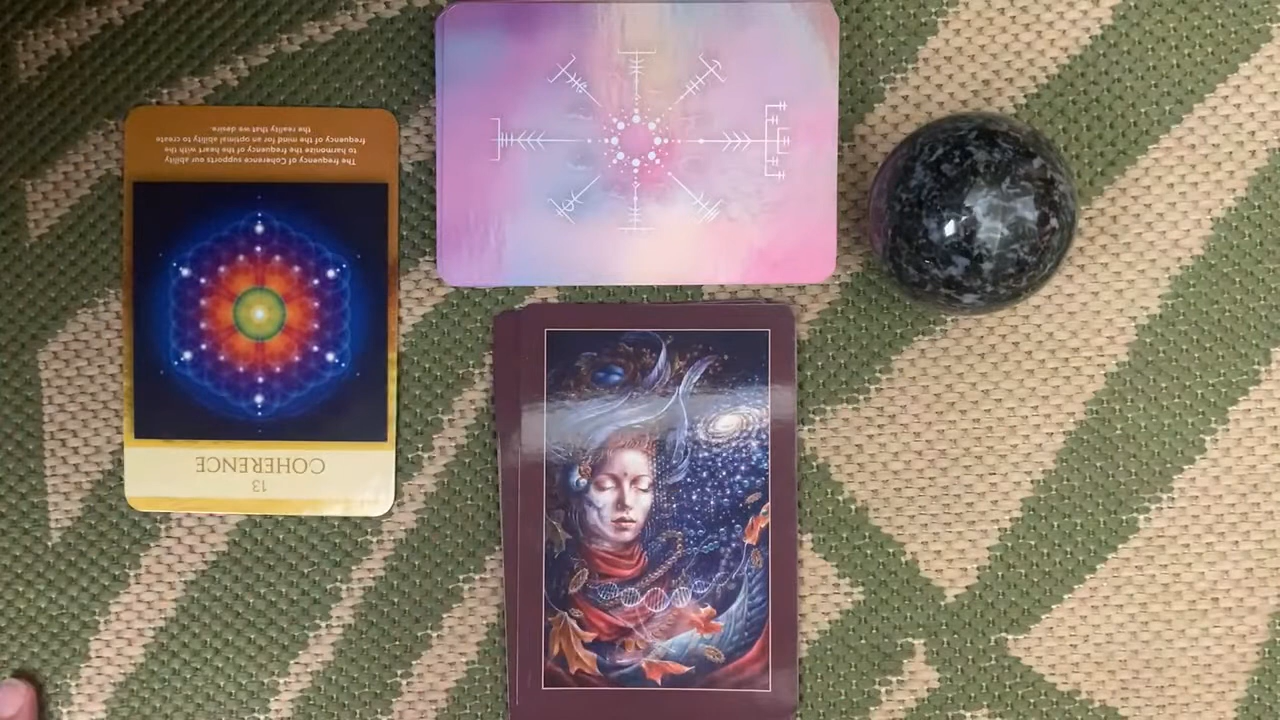 13
COHERENCE
The frequency of Coherence supports our ability
to harmonize the frequency of the heart with the
frequency of the mind for an optimal ability to create
the reality that we desire.